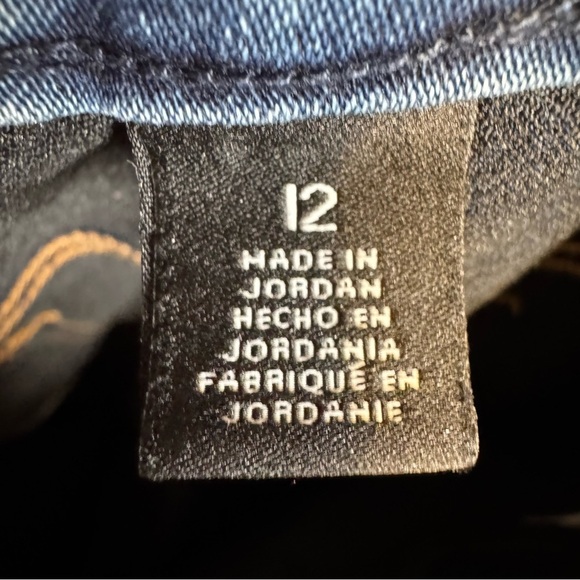 12
MADE IN
JORDAN
HECHO EN
JORDANIA
FABRIQUÉ EN
JORDANIE